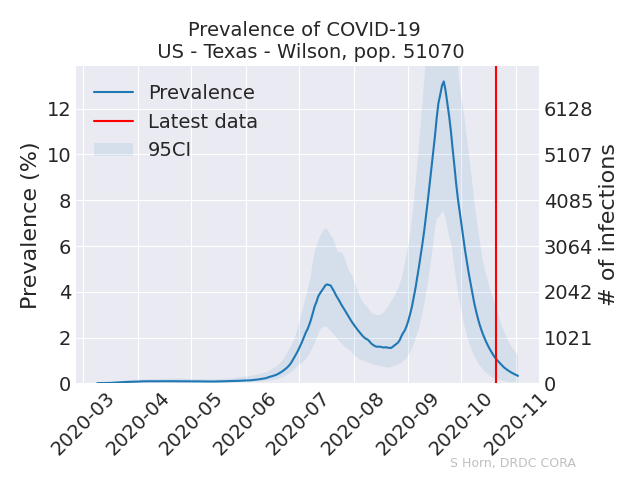 Prevalence of COVID-19
US - Texas - Wilson, pop. 51070
Prevalence
Latest data
95CI
Prevalence (%)
12
10
8
6
4
2
0
6128
5107
4085
3064
2042
1021
0
# of infections
2020-03
2020-04
2020-05
2020-06
2020-07
2020-08
2020-09
2020-10
2020-11
S Horn, DRDC CORA